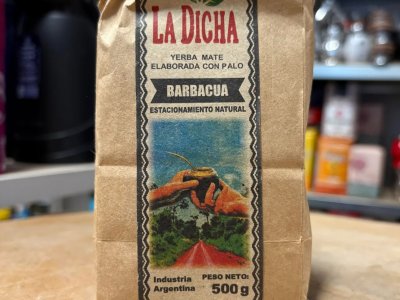 LA DICHA
YERBA MATE
ELABORADA CON PALO
BARBACUA
ESTACIONAMIENTO NATURAL
Industria
Argentina
PESO NETO:
500g